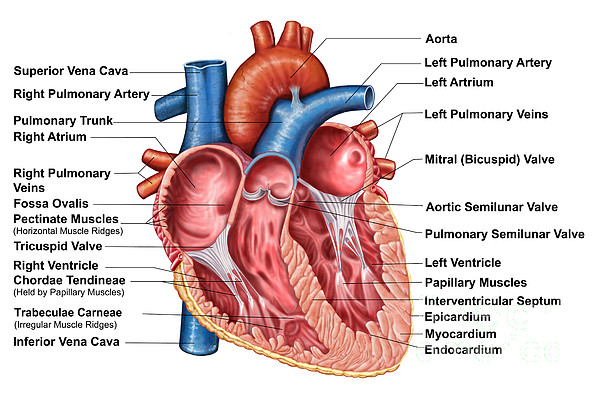 Superior Vena Cava
Right Pulmonary Artery
Pulmonary Trunk
Right Atrium
Right Pulmonary
Veins
Fossa Ovalis
Pectinate Muscles
(Horizontal Muscle Ridges)
Tricuspid Valve
Right Ventricle
Chordae Tendineae
(Held by Papillary Muscles)
Trabeculae Carneae
(Irregular Muscle Ridges)
Inferior Vena Cava
Aorta
Left Pulmonary Artery
Left Artrium
Left Pulmonary Veins
Mitral (Bicuspid) Valve
Aortic Semilunar Valve
Pulmonary Semilunar Valve
Left Ventricle
Papillary Muscles
Interventricular Septum
Epicardium
Myocardium
Endocardium